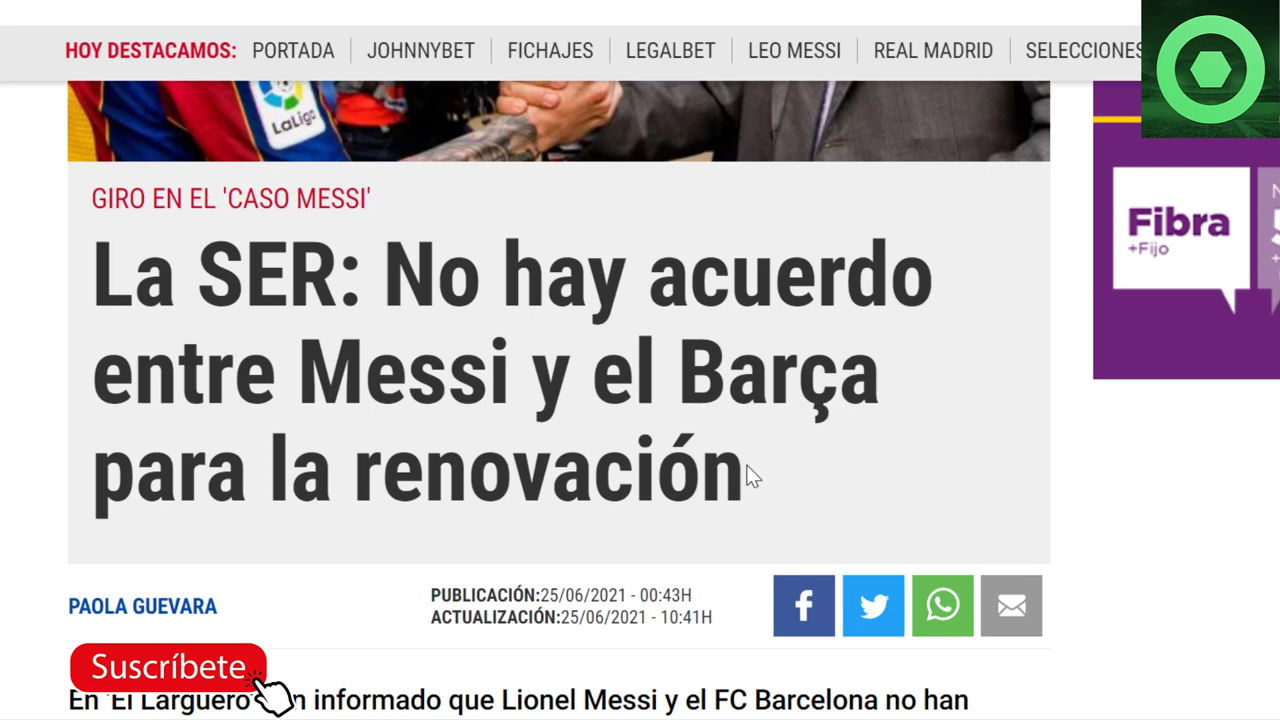 HOY DESTACAMOS: PORTADA JOHNNYBET FICHAJES LEGALBET LEO MESSI REAL MADRID SELECCIONES
LaLiga
GIRO EN EL 'CASO MESSI'
La SER: No hay acuerdo
entre Messi y el Barça
para la renovación
Fibra
+Fijo
PAOLA GUEVARA
PUBLICACIÓN:25/06/2021 - 00:43H
ACTUALIZACIÓN:25/06/2021 - 10:41H
Suscríbete
En 'El Larguero informado que Lionel Messi y el FC Barcelona no han